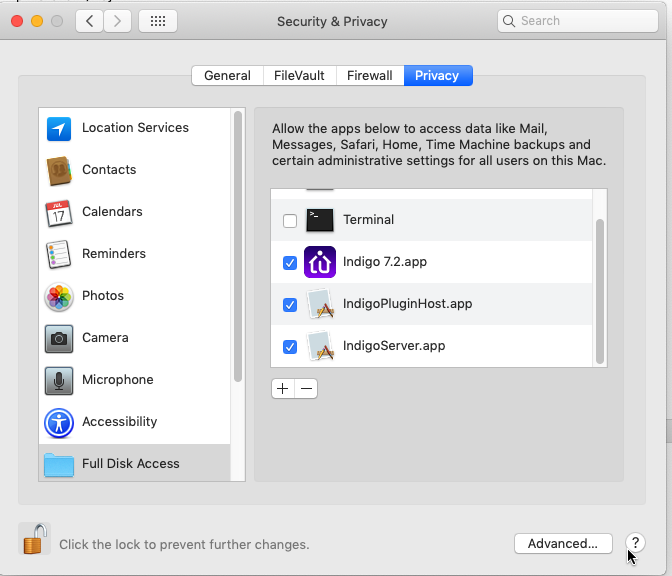 Security & Privacy
Search
General
FileVault
Firewall
Privacy
Location Services
Contacts
JUL
17
Calendars
Reminders
Photos
Camera
Microphone
Accessibility
Full Disk Access
Allow the apps below to access data like Mail,
Messages, Safari, Home, Time Machine backups and
certain administrative settings for all users on this Mac.
>_
Terminal
Indigo 7.2.app
IndigoPluginHost.app
IndigoServer.app
+
−
Click the lock to prevent further changes.
Advanced...
?